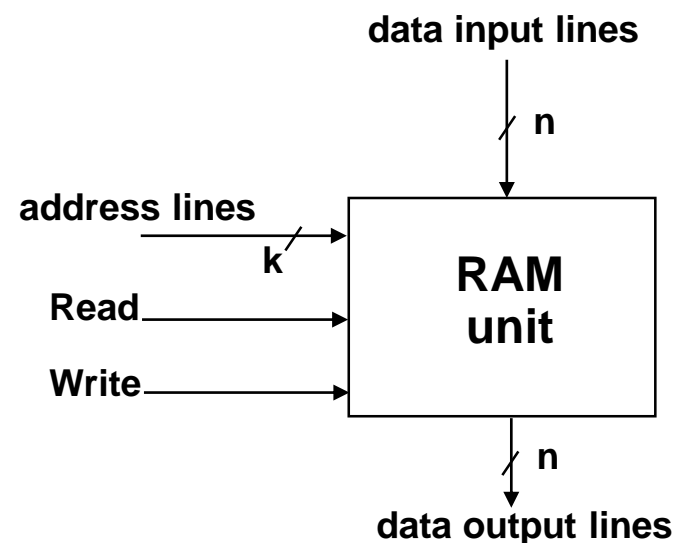 data input lines
n
address lines
k
RAM
unit
Read
Write
n
data output lines